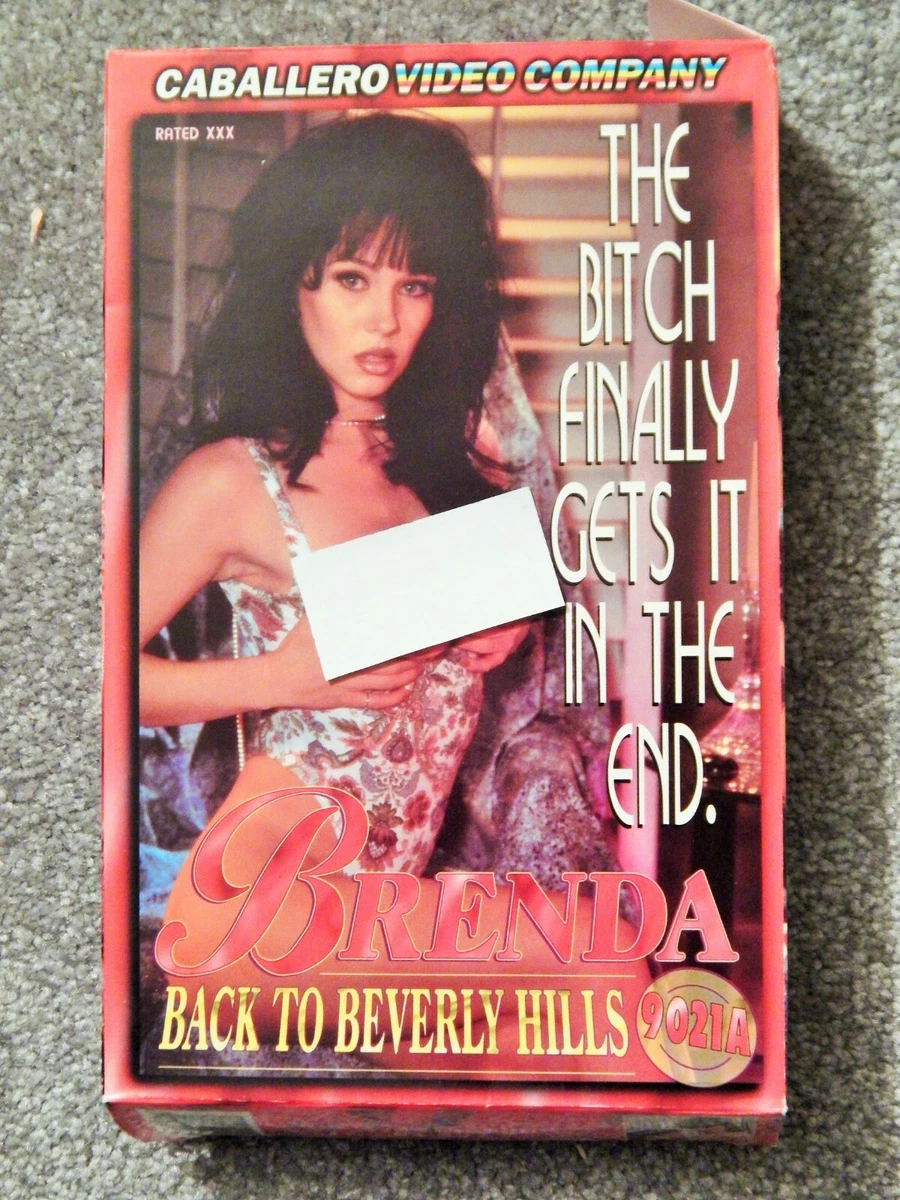 CABALLERO VIDEO COMPANY
RATED XXX
THE
BITCH
FINALLY
GETS IT
IN THE
END.
BRENDA
BACK TO BEVERLY HILLS
9021A